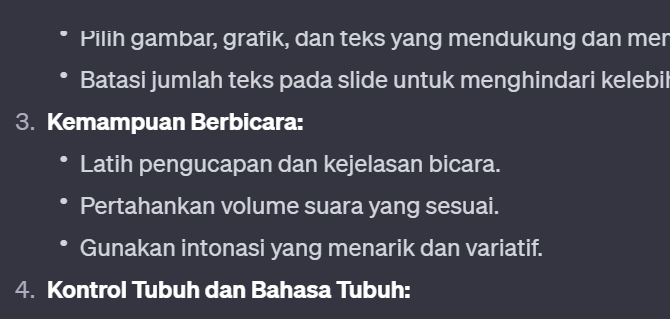 • Pilih gambar, grafik, dan teks yang mendukung dan
• Batasi jumlah teks pada slide untuk menghindari
3. Kemampuan Berbicara:
• Latih pengucapan dan kejelasan bicara.
• Pertahankan volume suara yang sesuai.
• Gunakan intonasi yang menarik dan variatif.
4. Kontrol Tubuh dan Bahasa Tubuh: